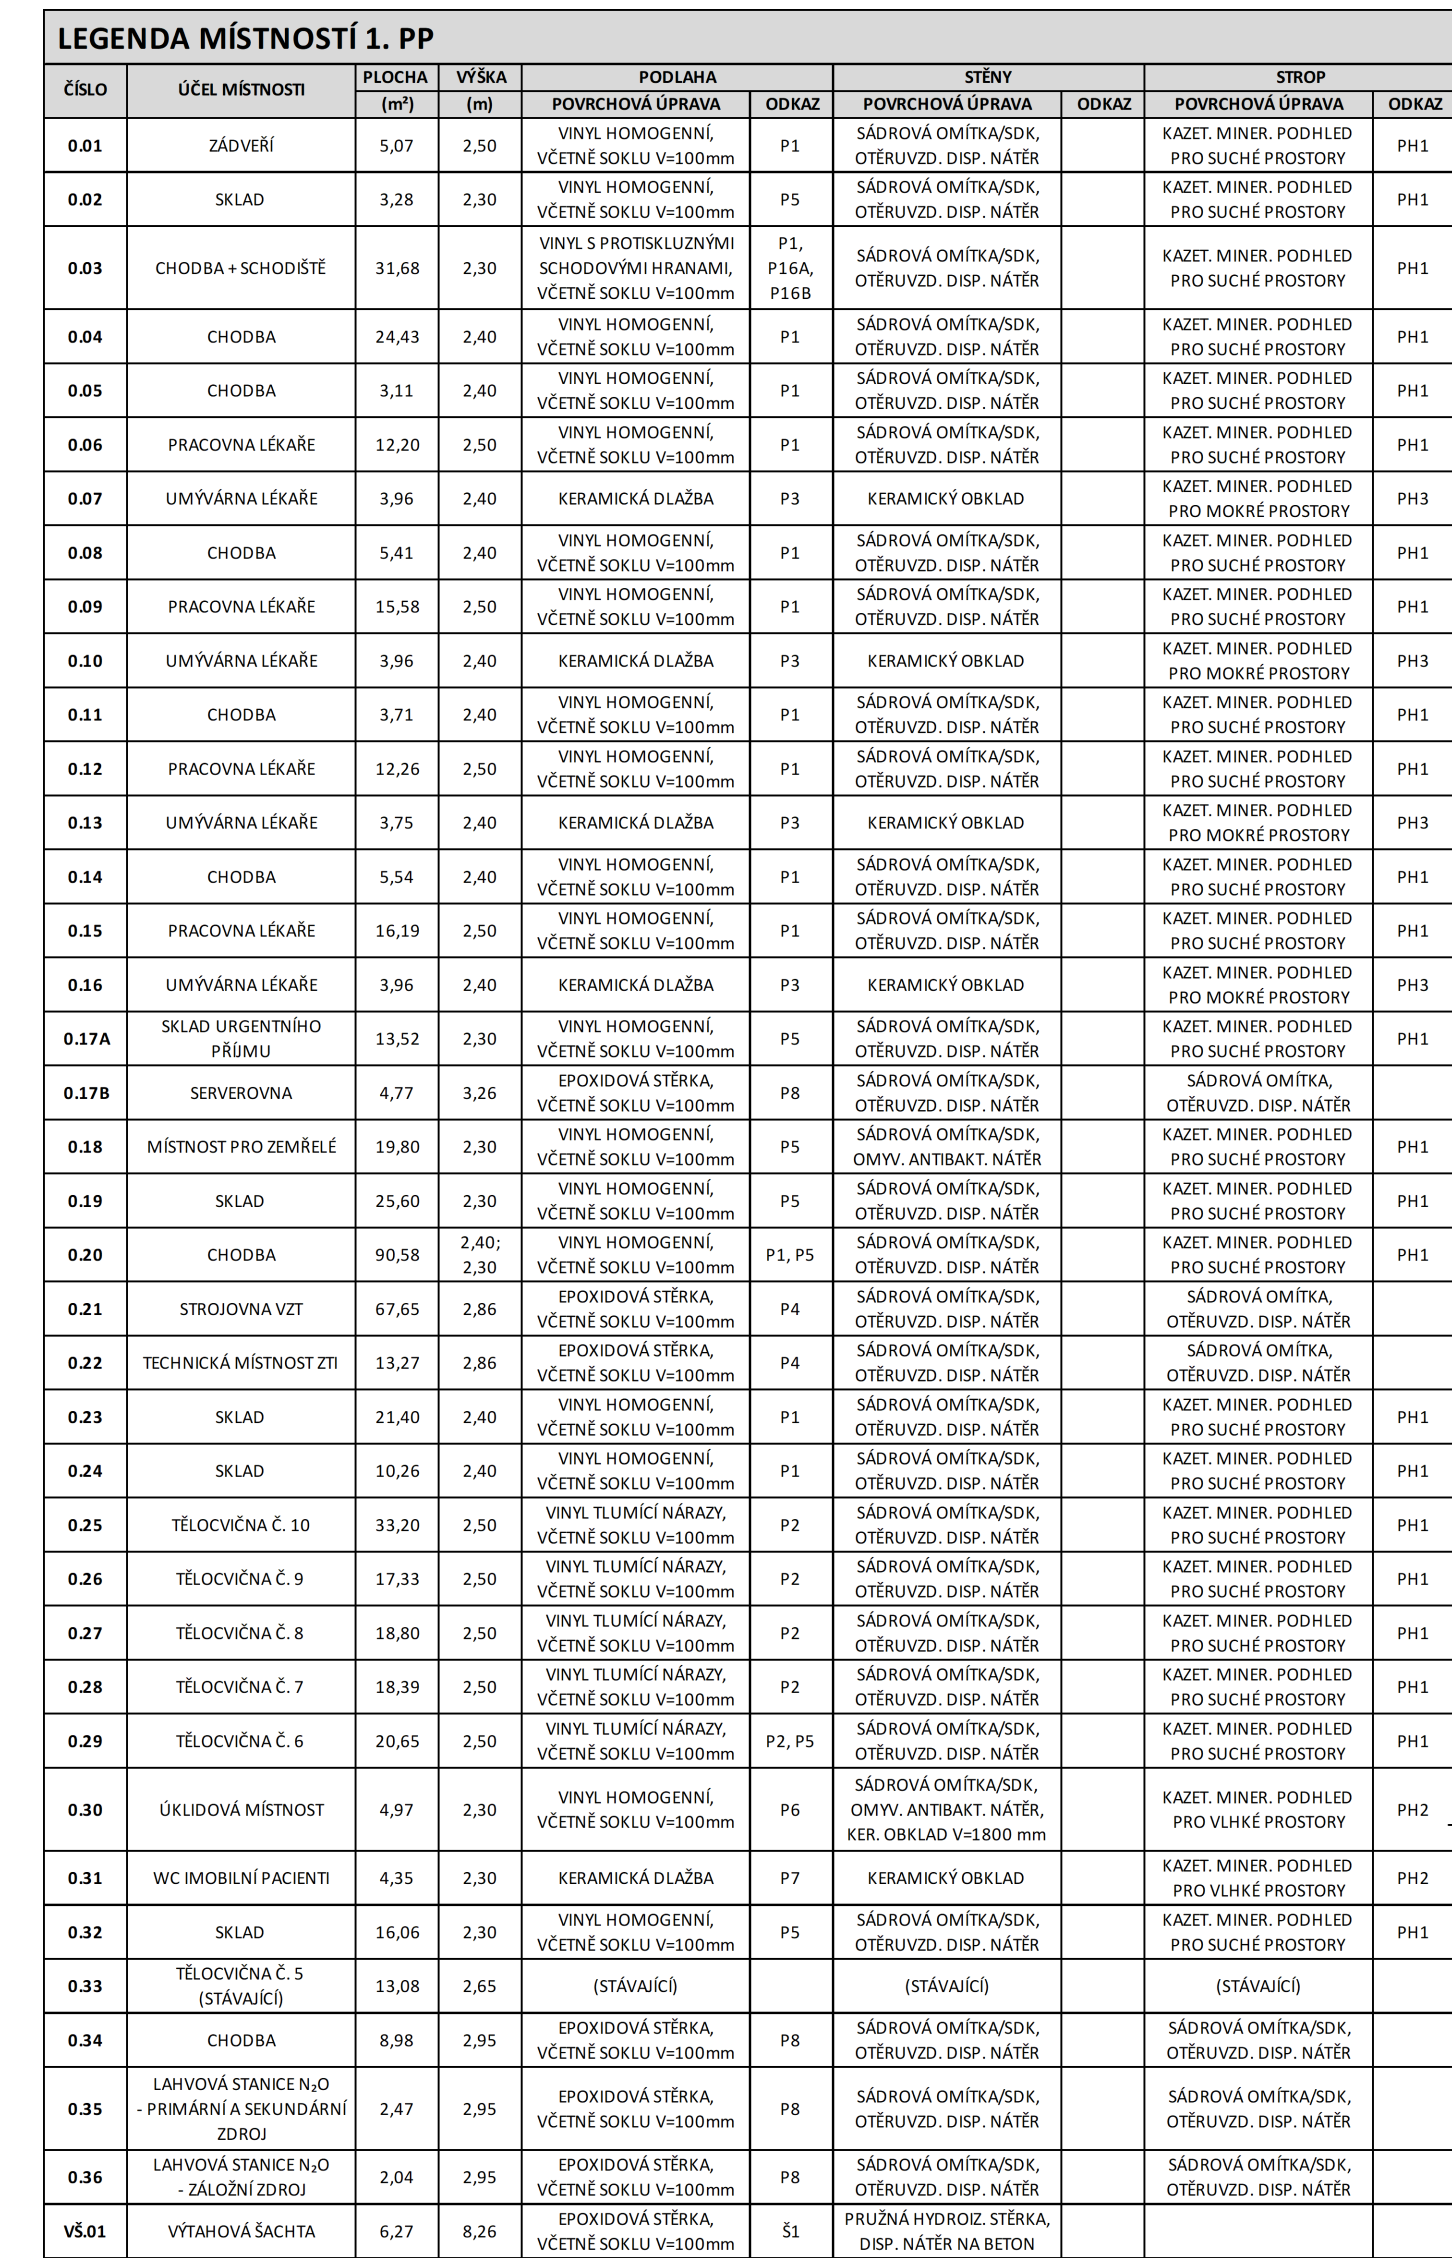 LEGENDA MÍSTNOSTÍ 1. PP
ČÍSLO ÚČEL MÍSTNOSTI PLOCHA VÝŠKA PODLAHA STĚNY STROP
(m²) (m) POVRCHOVÁ ÚPRAVA ODKAZ POVRCHOVÁ ÚPRAVA ODKAZ POVRCHOVÁ ÚPRAVA ODKAZ
VINYL HOMOGENNÍ, SÁDROVÁ OMÍTKA/SDK, KAZET. MINER. PODHLED
0.01 ZÁDVEŘÍ 5,07 2,50 P1 PH1
VČETNĚ SOKLU V=100mm OTĚRUVZD. DISP. NÁTĚR PRO SUCHÉ PROSTORY
VINYL HOMOGENNÍ, SÁDROVÁ OMÍTKA/SDK, KAZET. MINER. PODHLED
0.02 SKLAD 3,28 2,30 P5 PH1
VČETNĚ SOKLU V=100mm OTĚRUVZD. DISP. NÁTĚR PRO SUCHÉ PROSTORY
VINYL S PROTISKLUZNÝMI P1, SÁDROVÁ OMÍTKA/SDK, KAZET. MINER. PODHLED
0.03 CHODBA + SCHODIŠTĚ 31,68 2,30 SCHODOVÝMI HRANAMI, P16A, PH1
VČETNĚ SOKLU V=100mm P16B OTĚRUVZD. DISP. NÁTĚR PRO SUCHÉ PROSTORY
VINYL HOMOGENNÍ, SÁDROVÁ OMÍTKA/SDK, KAZET. MINER. PODHLED
0.04 CHODBA 24,43 2,40 P1 PH1
VČETNĚ SOKLU V=100mm OTĚRUVZD. DISP. NÁTĚR PRO SUCHÉ PROSTORY
VINYL HOMOGENNÍ, SÁDROVÁ OMÍTKA/SDK, KAZET. MINER. PODHLED
0.05 CHODBA 3,11 2,40 P1 PH1
VČETNĚ SOKLU V=100mm OTĚRUVZD. DISP. NÁTĚR PRO SUCHÉ PROSTORY
VINYL HOMOGENNÍ, SÁDROVÁ OMÍTKA/SDK, KAZET. MINER. PODHLED
0.06 PRACOVNA LÉKAŘE 12,20 2,50 P1 PH1
VČETNĚ SOKLU V=100mm OTĚRUVZD. DISP. NÁTĚR PRO SUCHÉ PROSTORY
KAZET. MINER. PODHLED
0.07 UMÝVÁRNA LÉKAŘE 3,96 2,40 KERAMICKÁ DLAŽBA P3 KERAMICKÝ OBKLAD PH3
PRO MOKRÉ PROSTORY
VINYL HOMOGENNÍ, SÁDROVÁ OMÍTKA/SDK, KAZET. MINER. PODHLED
0.08 CHODBA 5,41 2,40 P1 PH1
VČETNĚ SOKLU V=100mm OTĚRUVZD. DISP. NÁTĚR PRO SUCHÉ PROSTORY
VINYL HOMOGENNÍ, SÁDROVÁ OMÍTKA/SDK, KAZET. MINER. PODHLED
0.09 PRACOVNA LÉKAŘE 15,58 2,50 P1 PH1
VČETNĚ SOKLU V=100mm OTĚRUVZD. DISP. NÁTĚR PRO SUCHÉ PROSTORY
KAZET. MINER. PODHLED
0.10 UMÝVÁRNA LÉKAŘE 3,96 2,40 KERAMICKÁ DLAŽBA P3 KERAMICKÝ OBKLAD PH3
PRO MOKRÉ PROSTORY
VINYL HOMOGENNÍ, SÁDROVÁ OMÍTKA/SDK, KAZET. MINER. PODHLED
0.11 CHODBA 3,71 2,40 P1 PH1
VČETNĚ SOKLU V=100mm OTĚRUVZD. DISP. NÁTĚR PRO SUCHÉ PROSTORY
VINYL HOMOGENNÍ, SÁDROVÁ OMÍTKA/SDK, KAZET. MINER. PODHLED
0.12 PRACOVNA LÉKAŘE 12,26 2,50 P1 PH1
VČETNĚ SOKLU V=100mm OTĚRUVZD. DISP. NÁTĚR PRO SUCHÉ PROSTORY
KAZET. MINER. PODHLED
0.13 UMÝVÁRNA LÉKAŘE 3,75 2,40 KERAMICKÁ DLAŽBA P3 KERAMICKÝ OBKLAD PH3
PRO MOKRÉ PROSTORY
VINYL HOMOGENNÍ, SÁDROVÁ OMÍTKA/SDK, KAZET. MINER. PODHLED
0.14 CHODBA 5,54 2,40 P1 PH1
VČETNĚ SOKLU V=100mm OTĚRUVZD. DISP. NÁTĚR PRO SUCHÉ PROSTORY
VINYL HOMOGENNÍ, SÁDROVÁ OMÍTKA/SDK, KAZET. MINER. PODHLED
0.15 PRACOVNA LÉKAŘE 16,19 2,50 P1 PH1
VČETNĚ SOKLU V=100mm OTĚRUVZD. DISP. NÁTĚR PRO SUCHÉ PROSTORY
KAZET. MINER. PODHLED
0.16 UMÝVÁRNA LÉKAŘE 3,96 2,40 KERAMICKÁ DLAŽBA P3 KERAMICKÝ OBKLAD PH3
PRO MOKRÉ PROSTORY
SKLAD URGENTNÍHO VINYL HOMOGENNÍ, SÁDROVÁ OMÍTKA/SDK, KAZET. MINER. PODHLED
0.17A 13,52 2,30 P5 PH1
PŘÍJMU VČETNĚ SOKLU V=100mm OTĚRUVZD. DISP. NÁTĚR PRO SUCHÉ PROSTORY
EPOXIDOVÁ STĚRKA, SÁDROVÁ OMÍTKA/SDK, SÁDROVÁ OMÍTKA,
0.17B SERVEROVNA 4,77 3,26 P8
VČETNĚ SOKLU V=100mm OTĚRUVZD. DISP. NÁTĚR OTĚRUVZD. DISP. NÁTĚR
VINYL HOMOGENNÍ, SÁDROVÁ OMÍTKA/SDK, KAZET. MINER. PODHLED
0.18 MÍSTNOST PRO ZEMŘELÉ 19,80 2,30 P5 PH1
VČETNĚ SOKLU V=100mm OMYV. ANTIBAKT. NÁTĚR PRO SUCHÉ PROSTORY
VINYL HOMOGENNÍ, SÁDROVÁ OMÍTKA/SDK, KAZET. MINER. PODHLED
0.19 SKLAD 25,60 2,30 P5 PH1
VČETNĚ SOKLU V=100mm OTĚRUVZD. DISP. NÁTĚR PRO SUCHÉ PROSTORY
2,40; VINYL HOMOGENNÍ, SÁDROVÁ OMÍTKA/SDK, KAZET. MINER. PODHLED
0.20 CHODBA 90,58 P1, P5 PH1
2,30 VČETNĚ SOKLU V=100mm OTĚRUVZD. DISP. NÁTĚR PRO SUCHÉ PROSTORY
EPOXIDOVÁ STĚRKA, SÁDROVÁ OMÍTKA/SDK, SÁDROVÁ OMÍTKA,
0.21 STROJOVNA VZT 67,65 2,86 P4
VČETNĚ SOKLU V=100mm OTĚRUVZD. DISP. NÁTĚR OTĚRUVZD. DISP. NÁTĚR
EPOXIDOVÁ STĚRKA, SÁDROVÁ OMÍTKA/SDK, SÁDROVÁ OMÍTKA,
0.22 TECHNICKÁ MÍSTNOST ZTI 13,27 2,86 P4
VČETNĚ SOKLU V=100mm OTĚRUVZD. DISP. NÁTĚR OTĚRUVZD. DISP. NÁTĚR
VINYL HOMOGENNÍ, SÁDROVÁ OMÍTKA/SDK, KAZET. MINER. PODHLED
0.23 SKLAD 21,40 2,40 P1 PH1
VČETNĚ SOKLU V=100mm OTĚRUVZD. DISP. NÁTĚR PRO SUCHÉ PROSTORY
VINYL HOMOGENNÍ, SÁDROVÁ OMÍTKA/SDK, KAZET. MINER. PODHLED
0.24 SKLAD 10,26 2,40 P1 PH1
VČETNĚ SOKLU V=100mm OTĚRUVZD. DISP. NÁTĚR PRO SUCHÉ PROSTORY
VINYL TLUMÍCÍ NÁRAZY, SÁDROVÁ OMÍTKA/SDK, KAZET. MINER. PODHLED
0.25 TĚLOCVIČNA Č. 10 33,20 2,50 P2 PH1
VČETNĚ SOKLU V=100mm OTĚRUVZD. DISP. NÁTĚR PRO SUCHÉ PROSTORY
VINYL TLUMÍCÍ NÁRAZY, SÁDROVÁ OMÍTKA/SDK, KAZET. MINER. PODHLED
0.26 TĚLOCVIČNA Č. 9 17,33 2,50 P2 PH1
VČETNĚ SOKLU V=100mm OTĚRUVZD. DISP. NÁTĚR PRO SUCHÉ PROSTORY
VINYL TLUMÍCÍ NÁRAZY, SÁDROVÁ OMÍTKA/SDK, KAZET. MINER. PODHLED
0.27 TĚLOCVIČNA Č. 8 18,80 2,50 P2 PH1
VČETNĚ SOKLU V=100mm OTĚRUVZD. DISP. NÁTĚR PRO SUCHÉ PROSTORY
VINYL TLUMÍCÍ NÁRAZY, SÁDROVÁ OMÍTKA/SDK, KAZET. MINER. PODHLED
0.28 TĚLOCVIČNA Č. 7 18,39 2,50 P2 PH1
VČETNĚ SOKLU V=100mm OTĚRUVZD. DISP. NÁTĚR PRO SUCHÉ PROSTORY
VINYL TLUMÍCÍ NÁRAZY, SÁDROVÁ OMÍTKA/SDK, KAZET. MINER. PODHLED
0.29 TĚLOCVIČNA Č. 6 20,65 2,50 P2, P5 PH1
VČETNĚ SOKLU V=100mm OTĚRUVZD. DISP. NÁTĚR PRO SUCHÉ PROSTORY
VINYL HOMOGENNÍ, SÁDROVÁ OMÍTKA/SDK, KAZET. MINER. PODHLED
0.30 ÚKLIDOVÁ MÍSTNOST 4,97 2,30 P6 OMYV. ANTIBAKT. NÁTĚR, PH2
VČETNĚ SOKLU V=100mm KER. OBKLAD V=1800 mm PRO VLHKÉ PROSTORY
KAZET. MINER. PODHLED
0.31 WC IMOBILNÍ PACIENTI 4,35 2,30 KERAMICKÁ DLAŽBA P7 KERAMICKÝ OBKLAD PH2
PRO VLHKÉ PROSTORY
VINYL HOMOGENNÍ, SÁDROVÁ OMÍTKA/SDK, KAZET. MINER. PODHLED
0.32 SKLAD 16,06 2,30 P5 PH1
VČETNĚ SOKLU V=100mm OTĚRUVZD. DISP. NÁTĚR PRO SUCHÉ PROSTORY
TĚLOCVIČNA Č. 5
0.33 13,08 2,65 (STÁVAJÍCÍ) (STÁVAJÍCÍ) (STÁVAJÍCÍ)
(STÁVAJÍCÍ)
EPOXIDOVÁ STĚRKA, SÁDROVÁ OMÍTKA/SDK, SÁDROVÁ OMÍTKA/SDK,
0.34 CHODBA 8,98 2,95 P8
VČETNĚ SOKLU V=100mm OTĚRUVZD. DISP. NÁTĚR OTĚRUVZD. DISP. NÁTĚR
LAHVOVÁ STANICE N₂O EPOXIDOVÁ STĚRKA, SÁDROVÁ OMÍTKA/SDK, SÁDROVÁ OMÍTKA/SDK,
0.35 - PRIMÁRNÍ A SEKUNDÁRNÍ 2,47 2,95 P8
ZDROJ VČETNĚ SOKLU V=100mm OTĚRUVZD. DISP. NÁTĚR OTĚRUVZD. DISP. NÁTĚR
LAHVOVÁ STANICE N₂O EPOXIDOVÁ STĚRKA, SÁDROVÁ OMÍTKA/SDK, SÁDROVÁ OMÍTKA/SDK,
0.36 2,04 2,95 P8
- ZÁLOŽNÍ ZDROJ VČETNĚ SOKLU V=100mm OTĚRUVZD. DISP. NÁTĚR OTĚRUVZD. DISP. NÁTĚR
EPOXIDOVÁ STĚRKA, PRUŽNÁ HYDROIZ. STĚRKA,
VŠ.01 VÝTAHOVÁ ŠACHTA 6,27 8,26 Š1
VČETNĚ SOKLU V=100mm DISP. NÁTĚR NA BETON